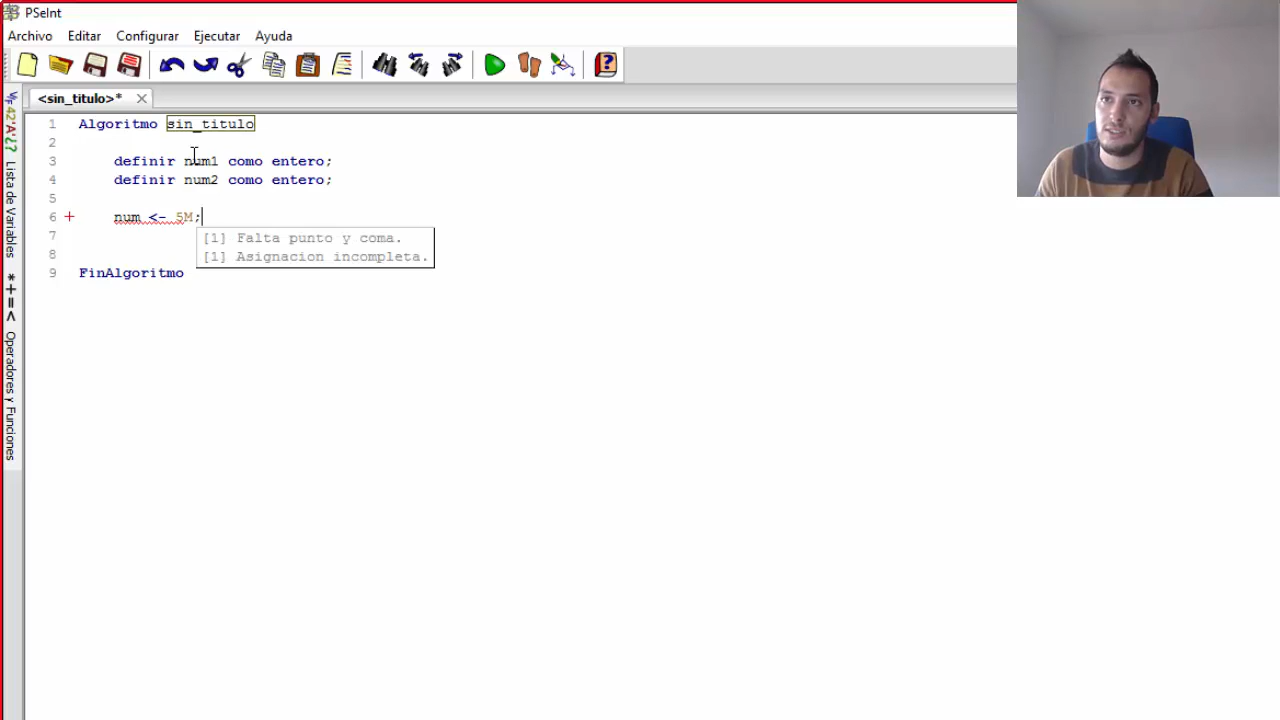 PSeInt
Archivo Editar Configurar Ejecutar Ayuda
<sin_titulo>*
1 Algoritmo sin_titulo
2
3 definir num1 como entero;
4 definir num2 como entero;
5
6 num <- 5M;
7 [1] Falta punto y coma.
8 [1] Asignacion incompleta.
9 FinAlgoritmo
42 'A' ¿?
Lista de Variables
* + = <
Operadores y Funciones